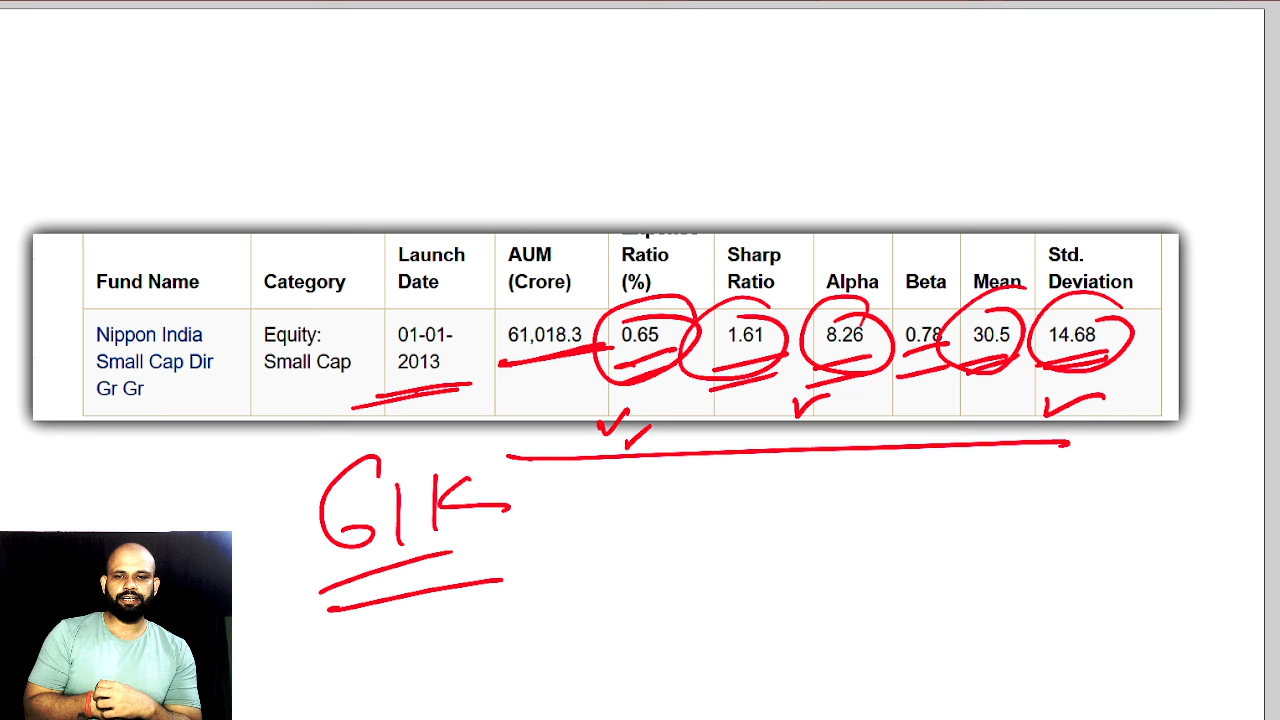 Ratio
(%)
Fund Name
Category
Launch
Date
AUM
(Crore)
Sharp
Ratio
Alpha
Beta
Mean
Std.
Deviation
Nippon India
Small Cap Dir
Gr Gr
Equity:
Small Cap
01-01-
2013
61,018.3
0.65
1.61
8.26
0.78
30.5
14.68
61K